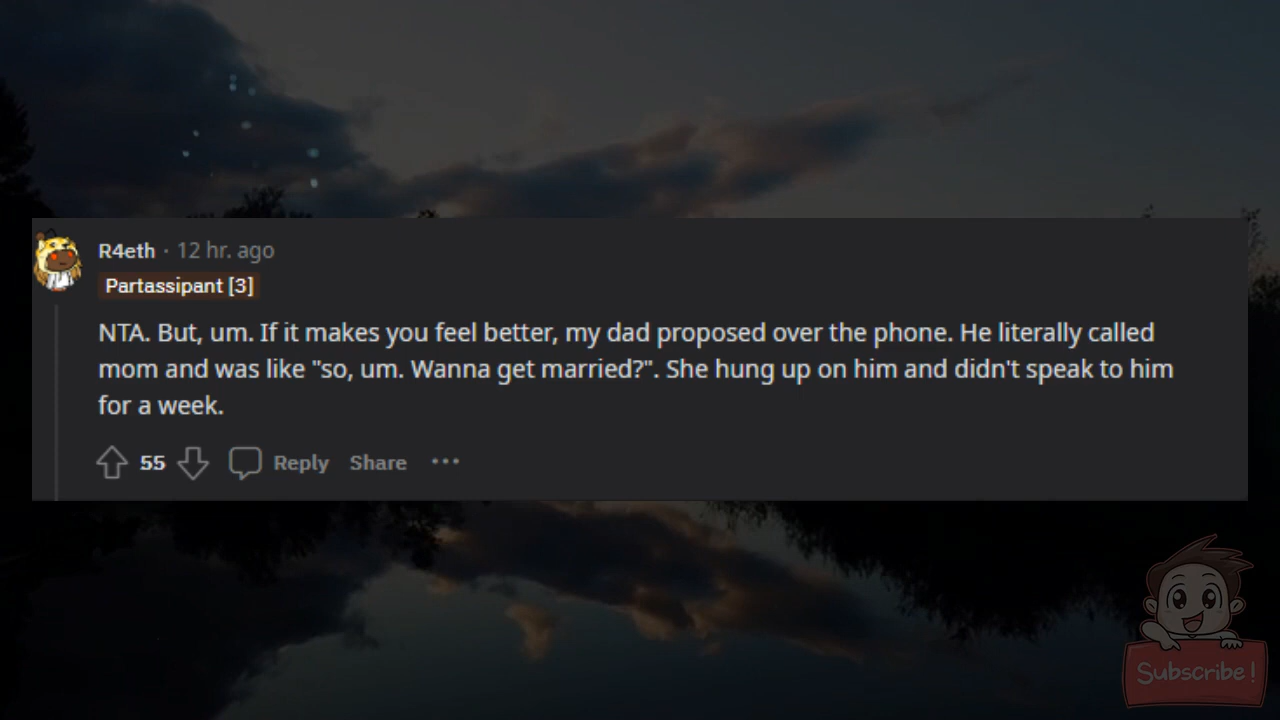 R4eth · 12 hr. ago
Partassipant [3]
NTA. But, um. If it makes you feel better, my dad proposed over the phone. He literally called
mom and was like "so, um. Wanna get married?". She hung up on him and didn't speak to him
for a week.
55 Reply Share ···
Subscribe!